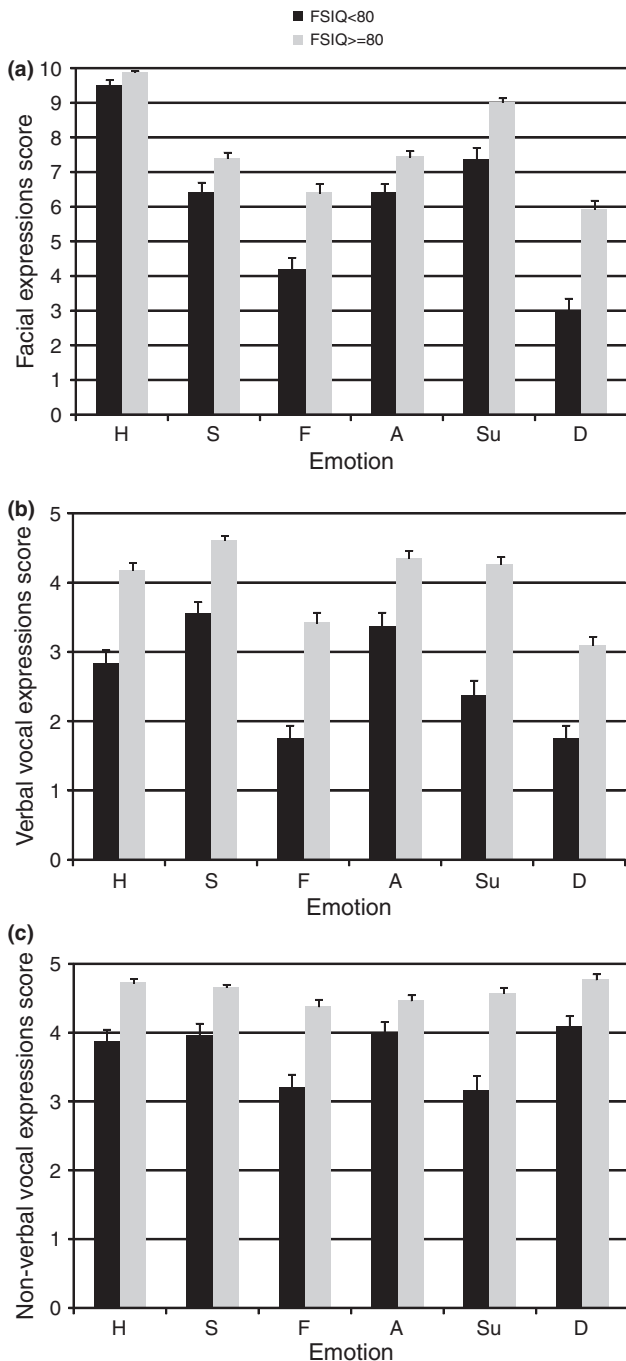 FSIQ<80
FSIQ>=80
(a)
10
9
8
7
6
5
4
3
2
1
0
Facial expressions score
H S F A Su D
Emotion
(b)
5
4
3
2
1
0
Verbal vocal expressions score
H S F A Su D
Emotion
(c)
5
4
3
2
1
0
Non-verbal vocal expressions score
H S F A Su D
Emotion